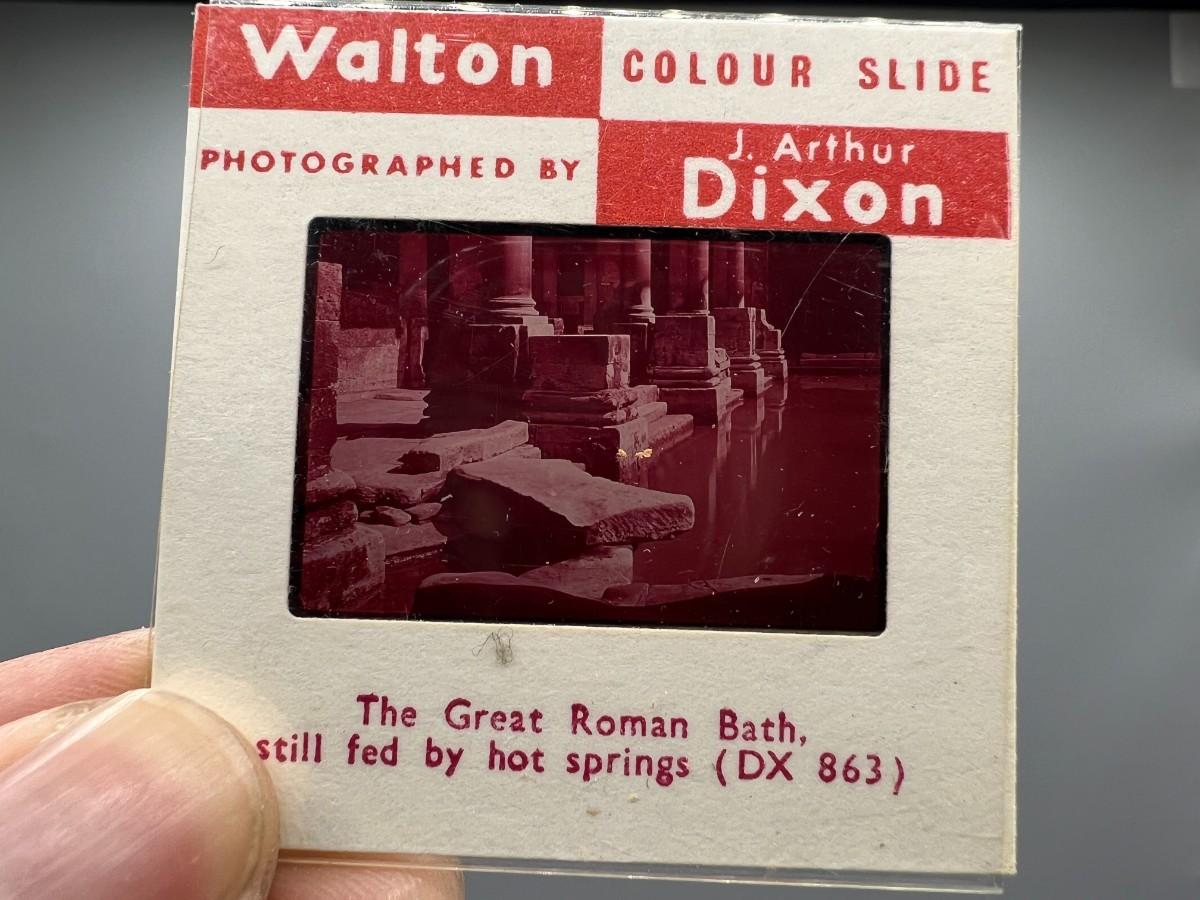 Walton
COLOUR SLIDE
PHOTOGRAPHED BY
J. Arthur
Dixon
The Great Roman Bath,
still fed by hot springs (DX 863)